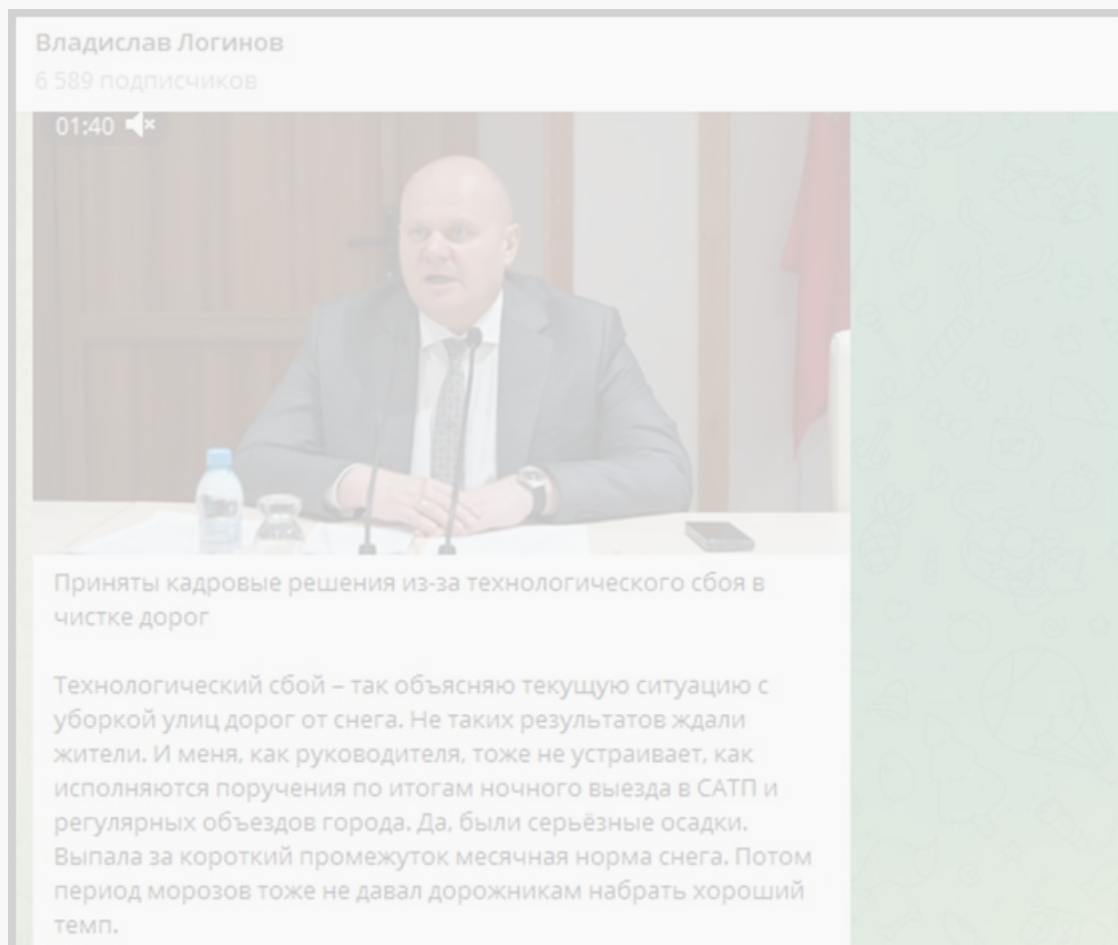 Владислав Логинов
6 589 подписчиков
01:40
Приняты кадровые решения из-за технологического сбоя в
чистке дорог
Технологический сбой – так объясняю текущую ситуацию с
уборкой улиц дорог от снега. Не таких результатов ждали
жители. И меня, как руководителя, тоже не устраивает, как
исполняются поручения по итогам ночного выезда в САТП и
регулярных объездов города. Да, были серьёзные осадки.
Выпала за короткий промежуток месячная норма снега. Потом
период морозов тоже не давал дорожникам набрать хороший
темп.